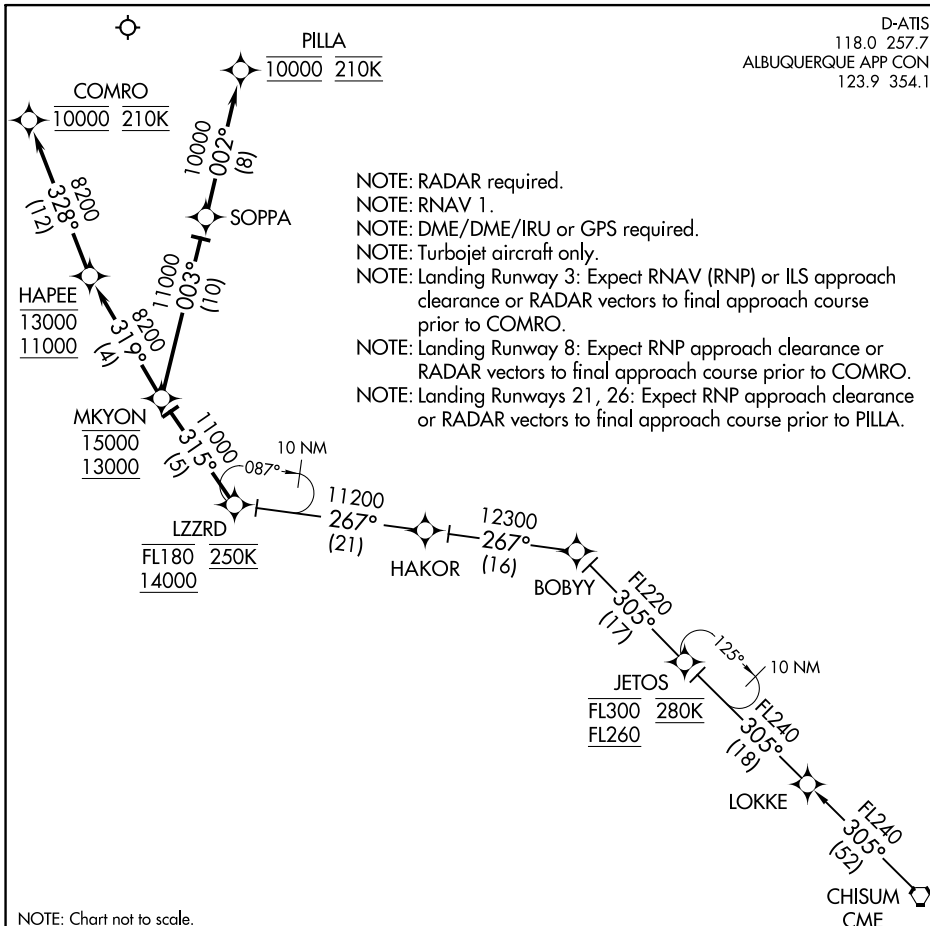 D-ATIS
118.0 257.7
ALBUQUERQUE APP CON
123.9 354.1
PILLA
10000 210K
COMRO
10000 210K
10000
002°
(8)
8200
328°
(12)
SOPPA
NOTE: RADAR required.
NOTE: RNAV 1.
NOTE: DME/DME/IRU or GPS required.
NOTE: Turbojet aircraft only.
NOTE: Landing Runway 3: Expect RNAV (RNP) or ILS approach
clearance or RADAR vectors to final approach course
prior to COMRO.
NOTE: Landing Runway 8: Expect RNP approach clearance or
RADAR vectors to final approach course prior to COMRO.
NOTE: Landing Runways 21, 26: Expect RNP approach clearance
or RADAR vectors to final approach course prior to PILLA.
11000
003°
(10)
HAPEE
13000
11000
8200
319°
(4)
MKYON
15000
13000
11000
315°
(5)
10 NM
087°
LZZRD
FL180 250K
14000
11200
267°
(21)
HAKOR
12300
267°
(16)
BOBYY
FL220
305°
(17)
125°
10 NM
JETOS
FL300 280K
FL260
FL240
305°
(18)
LOKKE
FL240
305°
(52)
CHISUM
CME
NOTE: Chart not to scale.